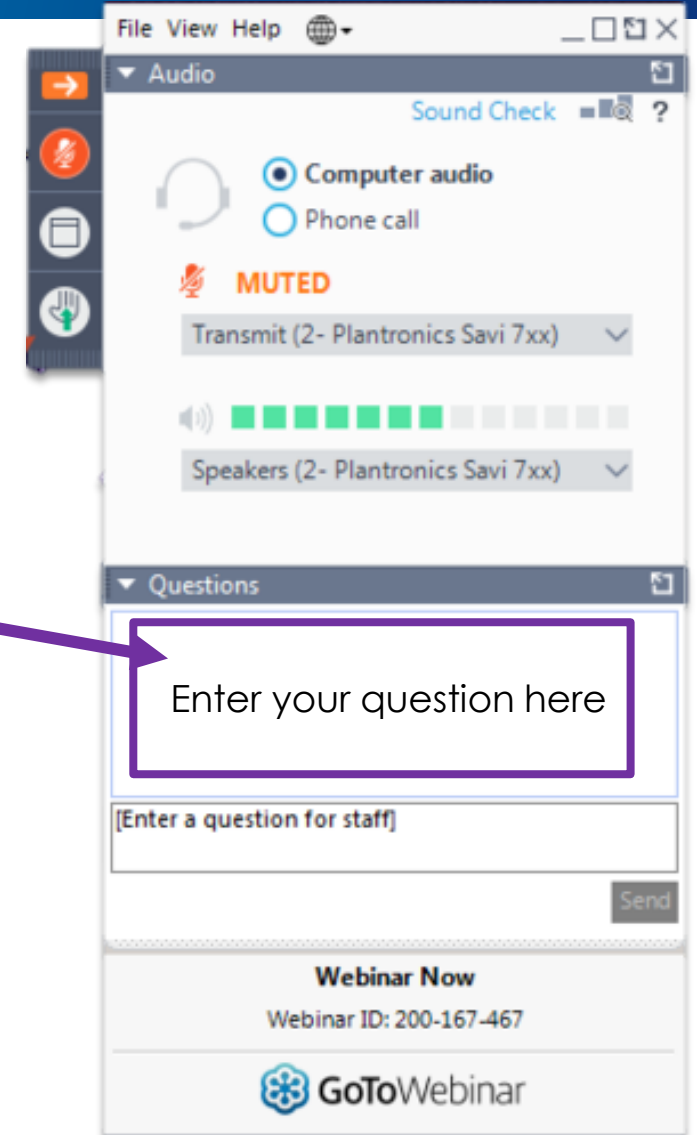 File View Help
Audio
Sound Check ?
Computer audio
Phone call
MUTED
Transmit (2- Plantronics Savi 7xx)
Speakers (2- Plantronics Savi 7xx)
Questions
Enter your question here
[Enter a question for staff]
Send
Webinar Now
Webinar ID: 200-167-467
GoToWebinar